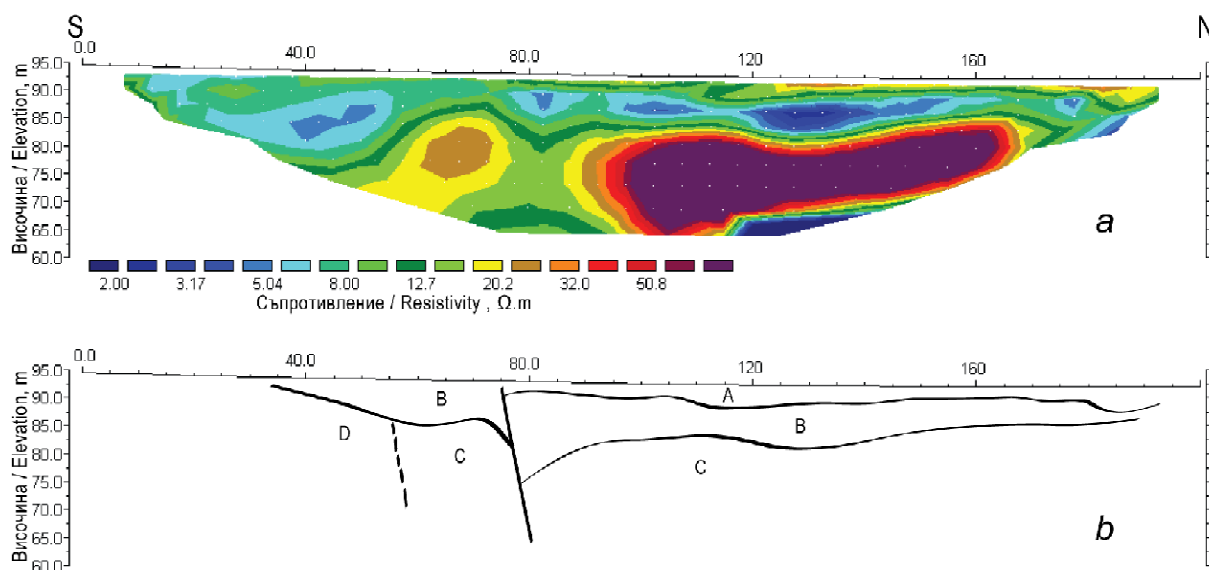 S N
0.0 40.0 80.0 120 160
Височина / Elevation, m
95.0
90.0
85.0
80.0
75.0
70.0
65.0
60.0
a
2.00 3.17 5.04 8.00 12.7 20.2 32.0 50.8
Съпротивление / Resistivity , Ω.m
0.0 40.0 80.0 120 160
Височина / Elevation, m
95.0
90.0
85.0
80.0
75.0
70.0
65.0
60.0
A
B B
D
C C
b